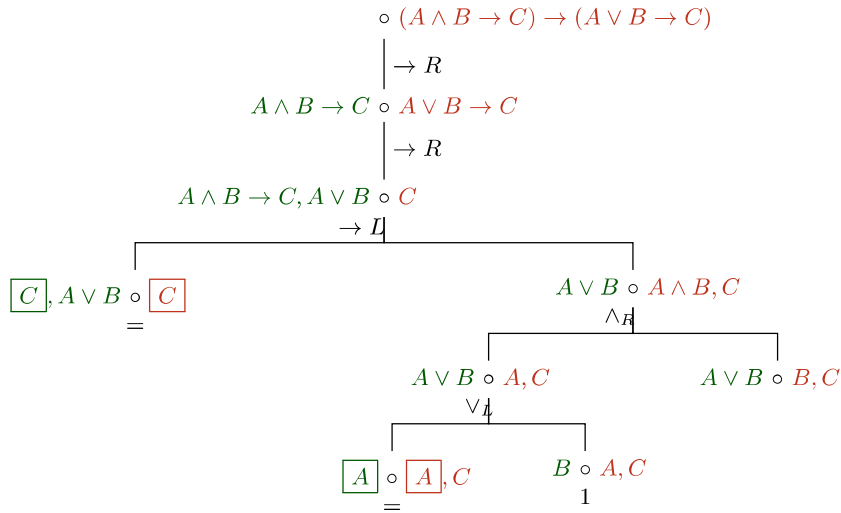 ∘ (A ∧ B → C) → (A ∨ B → C)
→ R
A ∧ B → C ∘ A ∨ B → C
→ R
A ∧ B → C, A ∨ B ∘ C
→ L
C, A ∨ B ∘ C
=
A ∨ B ∘ A ∧ B, C
∧R
A ∨ B ∘ A, C
A ∨ B ∘ B, C
∨L
A ∘ A, C
=
B ∘ A, C
1